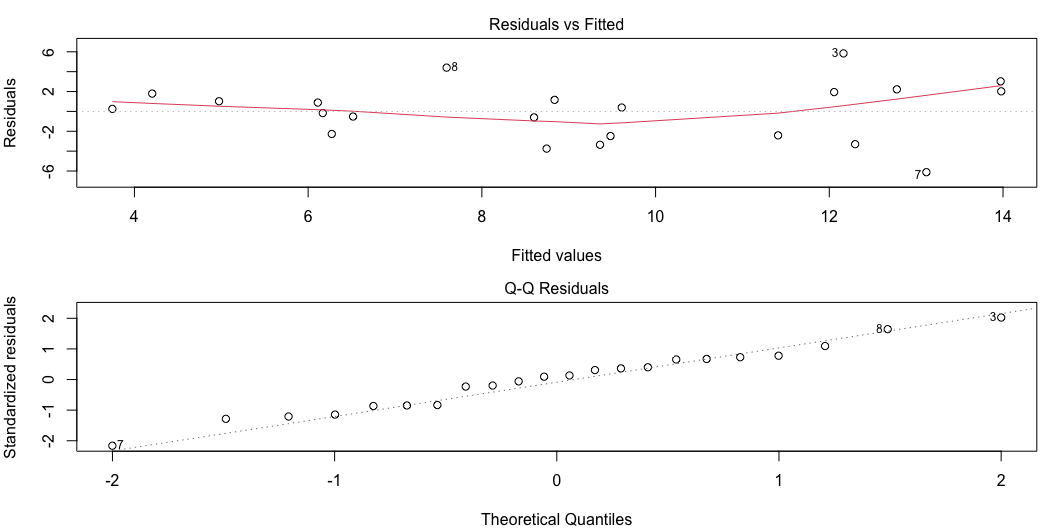 Residuals vs Fitted
Residuals
6
2
-2
-6
8
3
7
4 6 8 10 12 14
Fitted values
Q-Q Residuals
Standardized residuals
2
1
0
-1
-2
7
8
3
-2 -1 0 1 2
Theoretical Quantiles